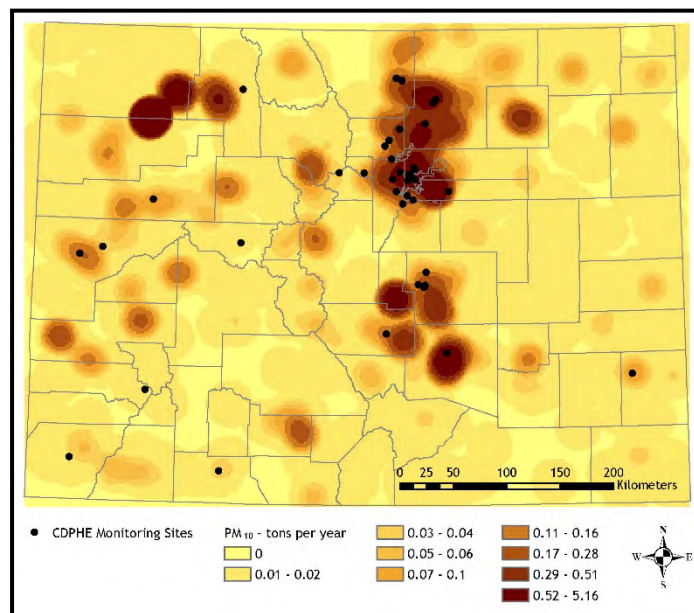 0 25 50 100 150 200
Kilometers
CDPHE Monitoring Sites
PM10 - tons per year
0
0.01 - 0.02
0.03 - 0.04
0.05 - 0.06
0.07 - 0.1
0.11 - 0.16
0.17 - 0.28
0.29 - 0.51
0.52 - 5.16
N
W E
S